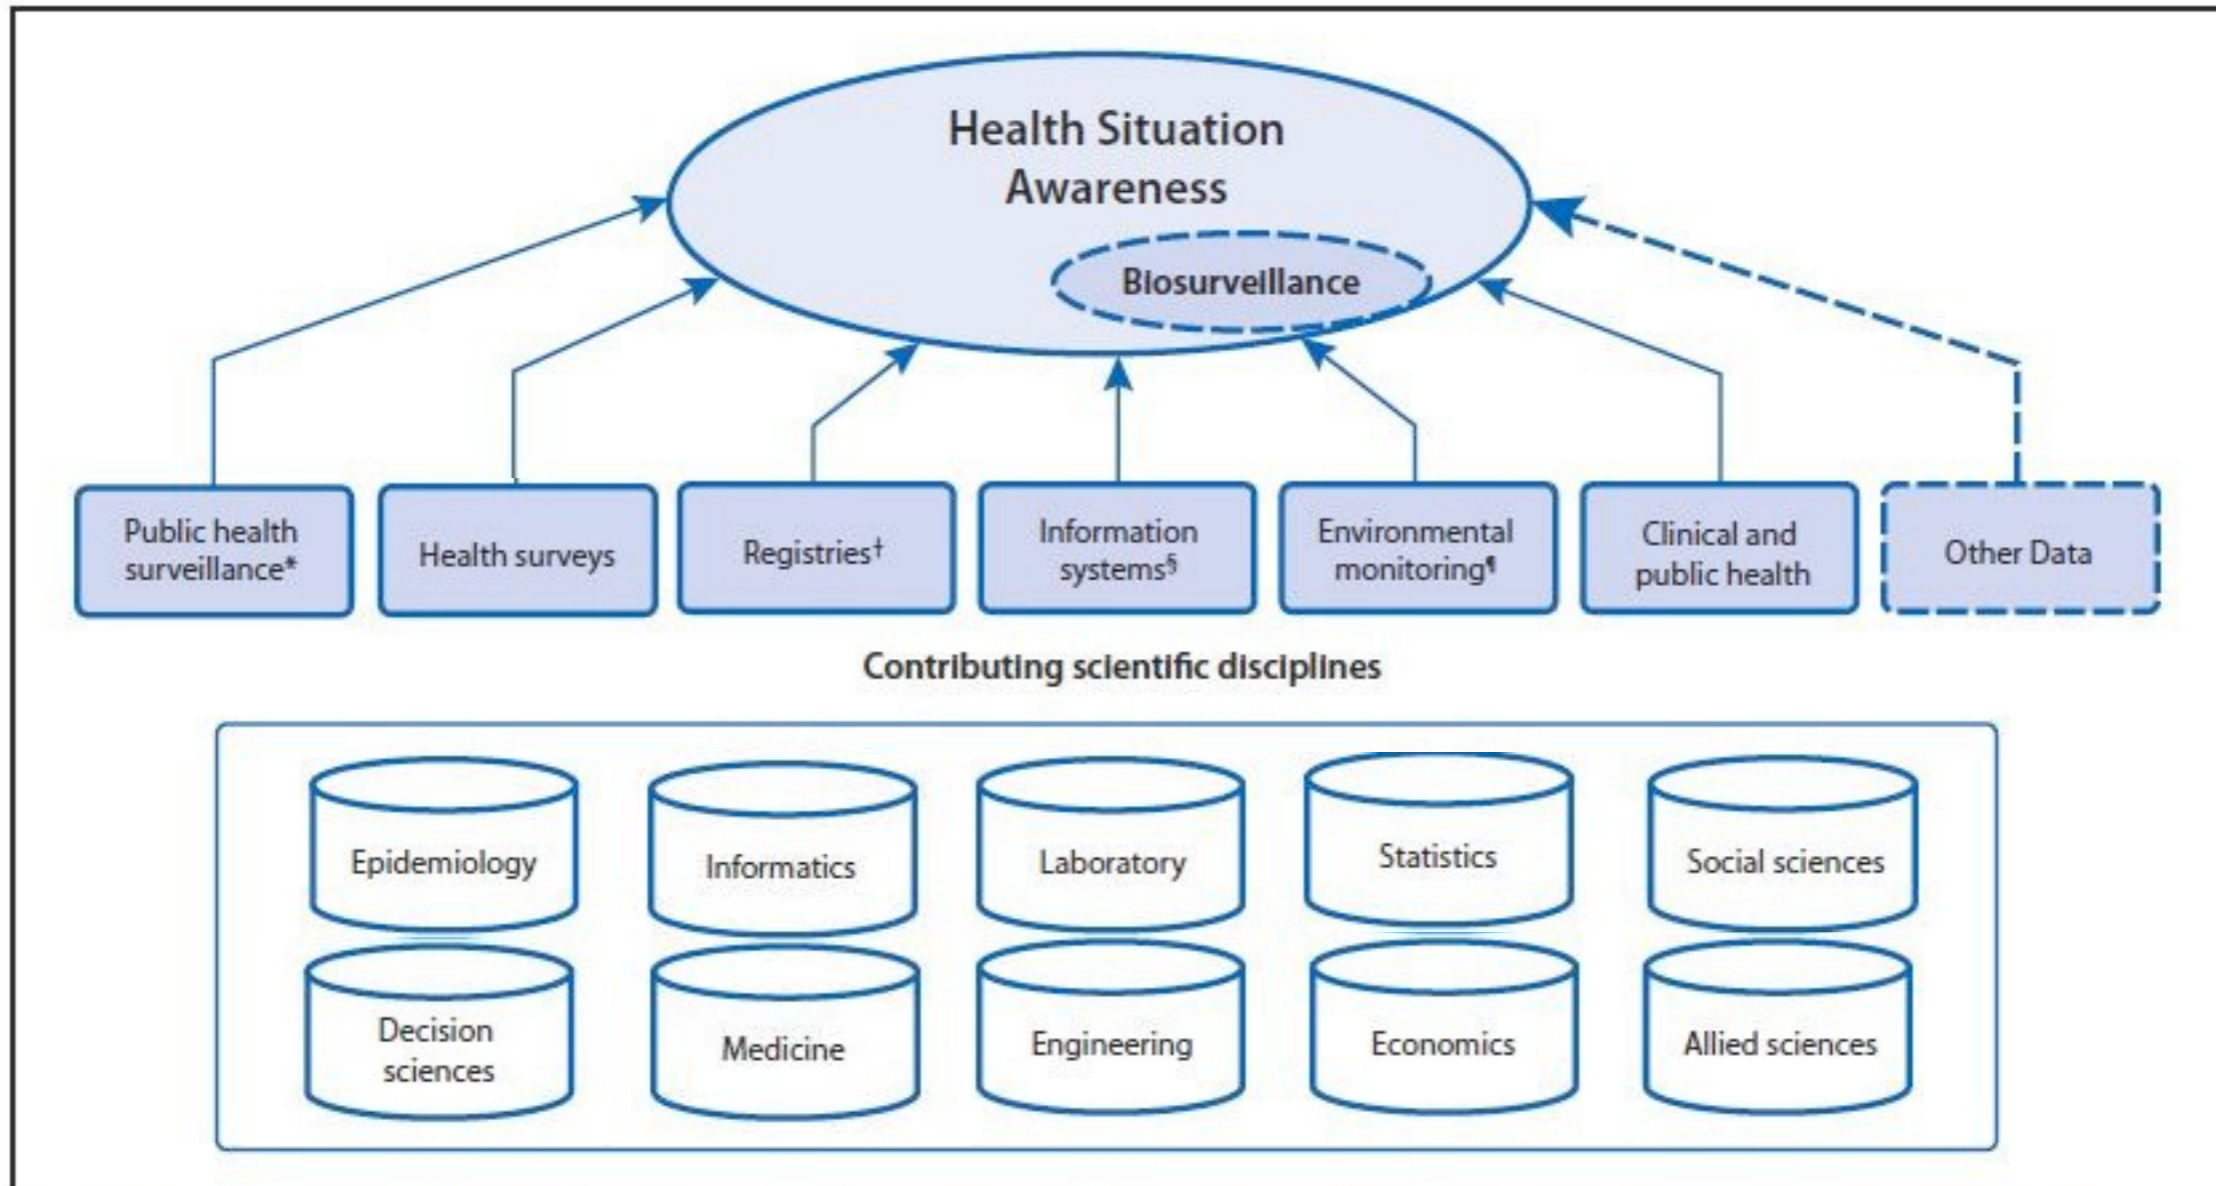 Health Situation
Awareness
Biosurveillance
Public health
surveillance*
Health surveys
Registries†
Information
systems§
Environmental
monitoring¶
Clinical and
public health
Other Data
Contributing scientific disciplines
Epidemiology
Informatics
Laboratory
Statistics
Social sciences
Decision
sciences
Medicine
Engineering
Economics
Allied sciences